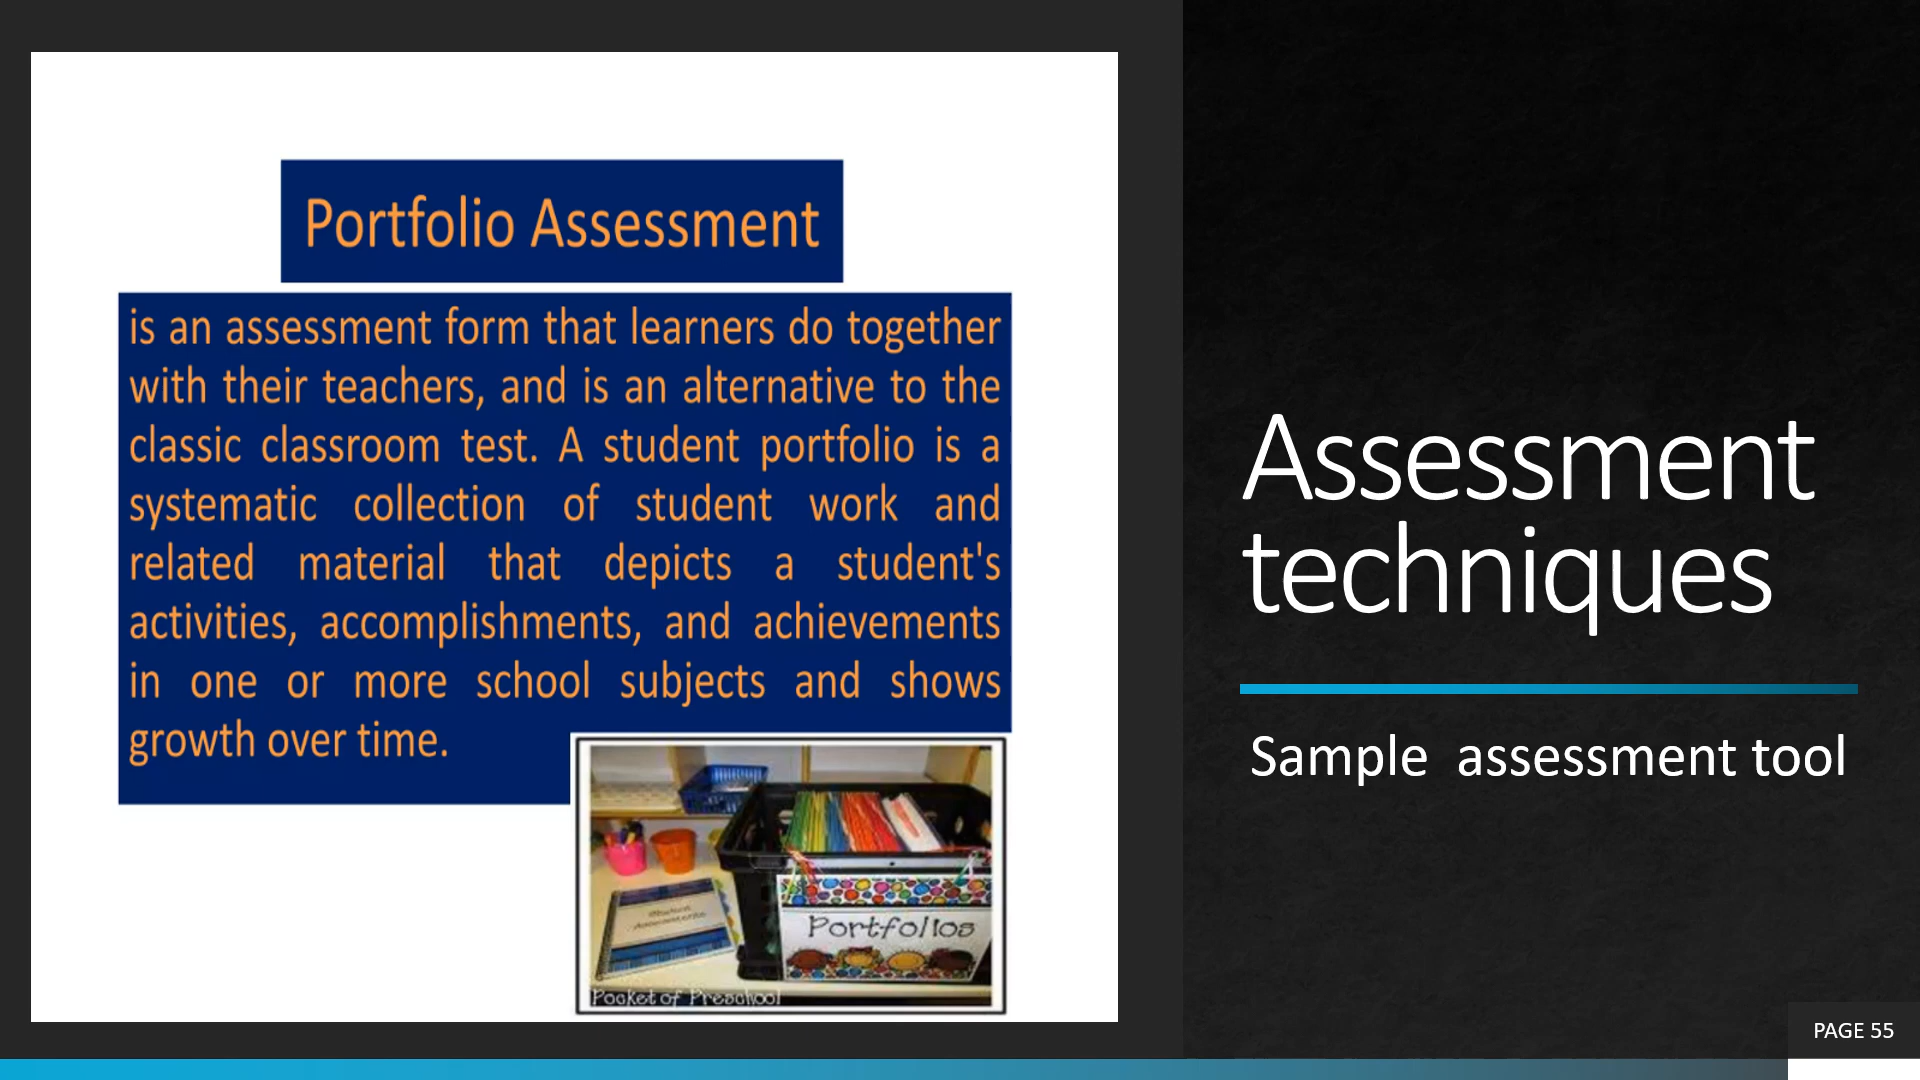 Portfolio Assessment
is an assessment form that learners do together
with their teachers, and is an alternative to the
classic classroom test. A student portfolio is a
systematic collection of student work and
related material that depicts a student's
activities, accomplishments, and achievements
in one or more school subjects and shows
growth over time.
Student
Assessments
Portfolios
Pocket of Preschool
Assessment
techniques
Sample assessment tool
PAGE 55